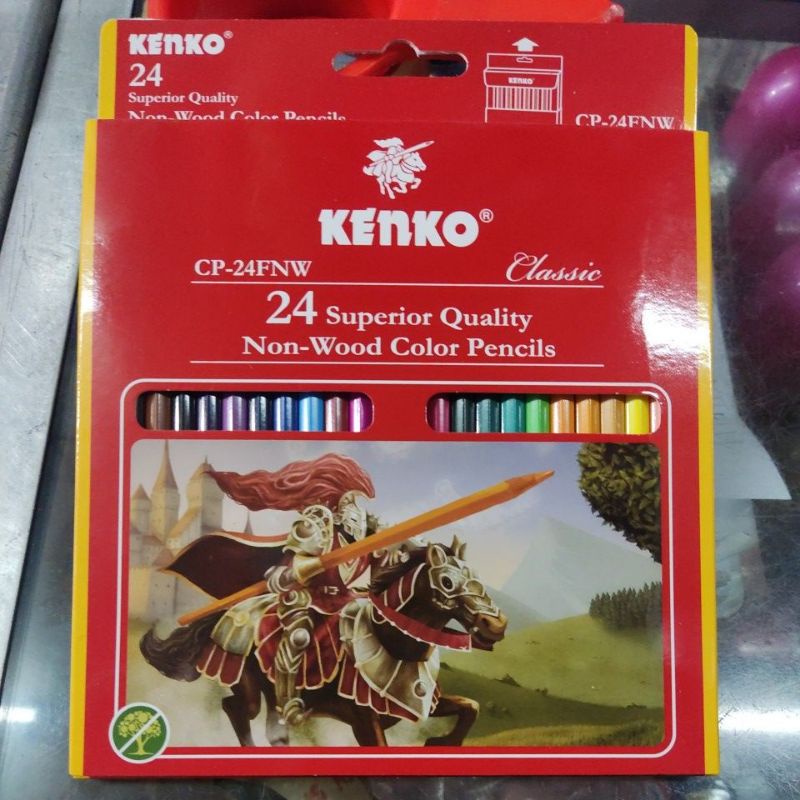 KENKO®
24
Superior Quality
Non-Wood Color Pencils
KENKO
CP-24FNW
KENKO®
CP-24FNW
Classic
24 Superior Quality
Non-Wood Color Pencils